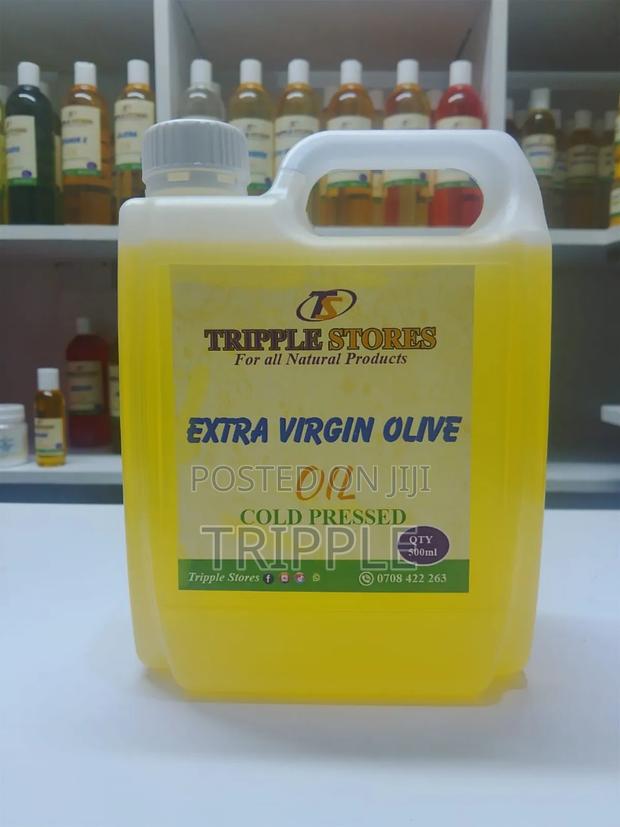 TS
TRIPPLE STORES
For all Natural Products
EXTRA VIRGIN OLIVE
OIL
POSTED ON JIJI
COLD PRESSED
TRIPPLE
QTY
500ml
Tripple Stores
0708 422 263